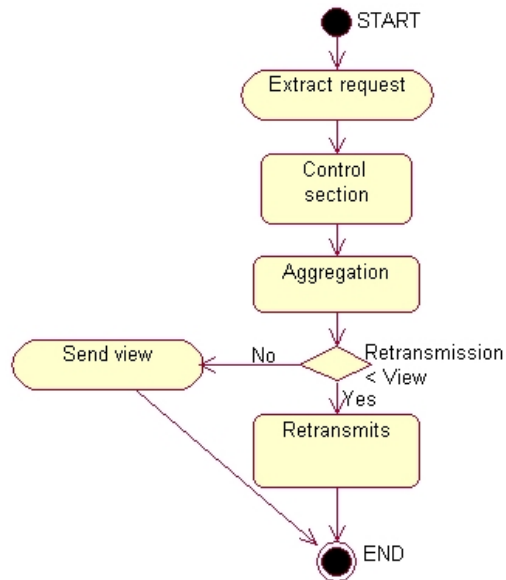 START
Extract request
Control
section
Aggregation
Retransmission
< View
No
Send view
Yes
Retransmits
END